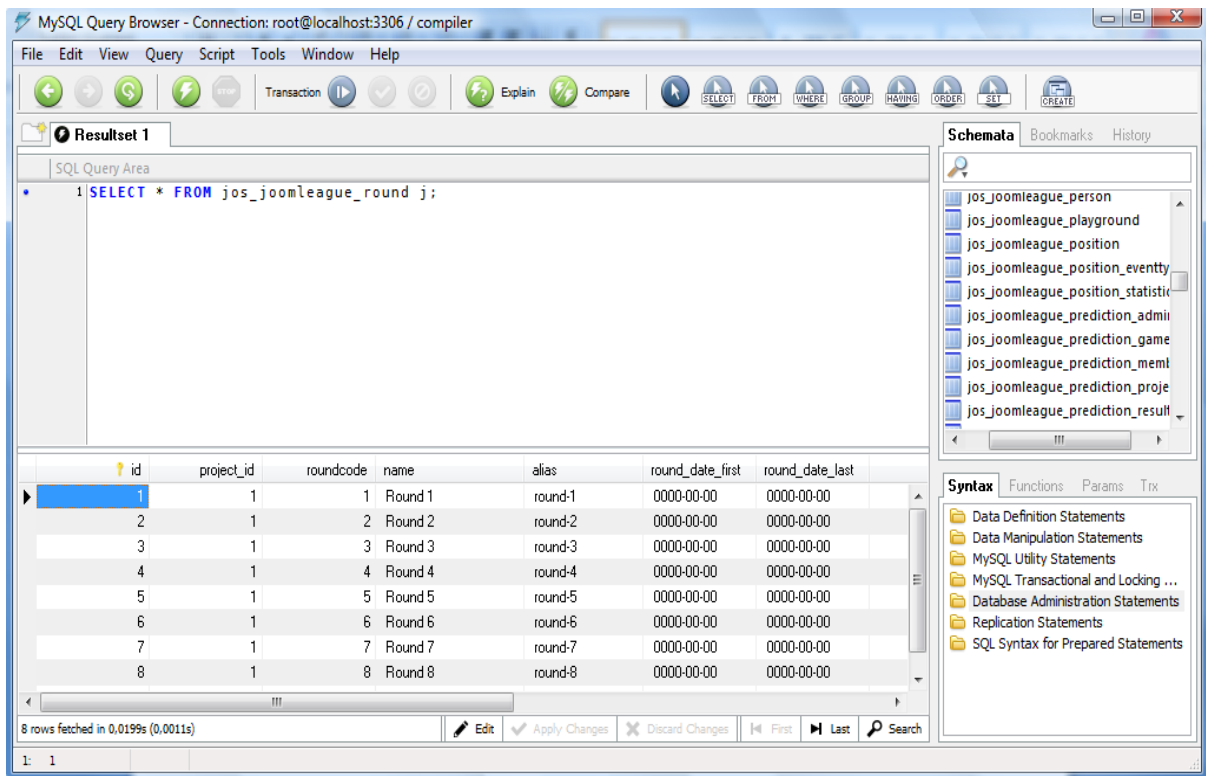 MySQL Query Browser - Connection: root@localhost:3306 / compiler
File Edit View Query Script Tools Window Help
STOP Transaction Explain Compare SELECT FROM WHERE GROUP HAVING ORDER SET CREATE
Resultset 1
SQL Query Area
1 SELECT * FROM jos_joomleague_round j;
Schemata Bookmarks History
jos_joomleague_person
jos_joomleague_playground
jos_joomleague_position
jos_joomleague_position_eventty
jos_joomleague_position_statistic
jos_joomleague_prediction_admin
jos_joomleague_prediction_game
jos_joomleague_prediction_memb
jos_joomleague_prediction_proje
jos_joomleague_prediction_result
id project_id roundcode name alias round_date_first round_date_last
1 1 1 Round 1 round-1 0000-00-00 0000-00-00
2 1 2 Round 2 round-2 0000-00-00 0000-00-00
3 1 3 Round 3 round-3 0000-00-00 0000-00-00
4 1 4 Round 4 round-4 0000-00-00 0000-00-00
5 1 5 Round 5 round-5 0000-00-00 0000-00-00
6 1 6 Round 6 round-6 0000-00-00 0000-00-00
7 1 7 Round 7 round-7 0000-00-00 0000-00-00
8 1 8 Round 8 round-8 0000-00-00 0000-00-00
Syntax Functions Params Trx
Data Definition Statements
Data Manipulation Statements
MySQL Utility Statements
MySQL Transactional and Locking ...
Database Administration Statements
Replication Statements
SQL Syntax for Prepared Statements
8 rows fetched in 0,0199s (0,0011s)
Edit Apply Changes Discard Changes First Last Search
1: 1